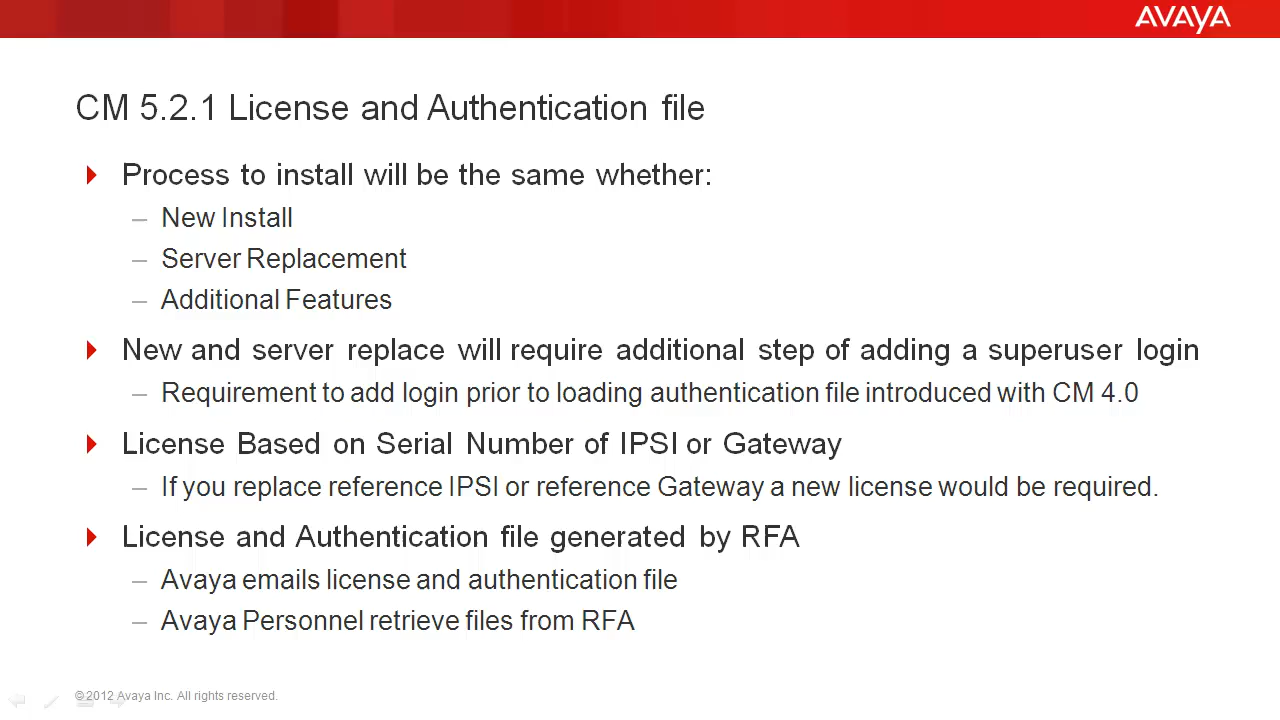 AVAYA
CM 5.2.1 License and Authentication file
Process to install will be the same whether:
– New Install
– Server Replacement
– Additional Features
New and server replace will require additional step of adding a superuser login
– Requirement to add login prior to loading authentication file introduced with CM 4.0
License Based on Serial Number of IPSI or Gateway
– If you replace reference IPSI or reference Gateway a new license would be required.
License and Authentication file generated by RFA
– Avaya emails license and authentication file
– Avaya Personnel retrieve files from RFA
©2012 Avaya Inc. All rights reserved.